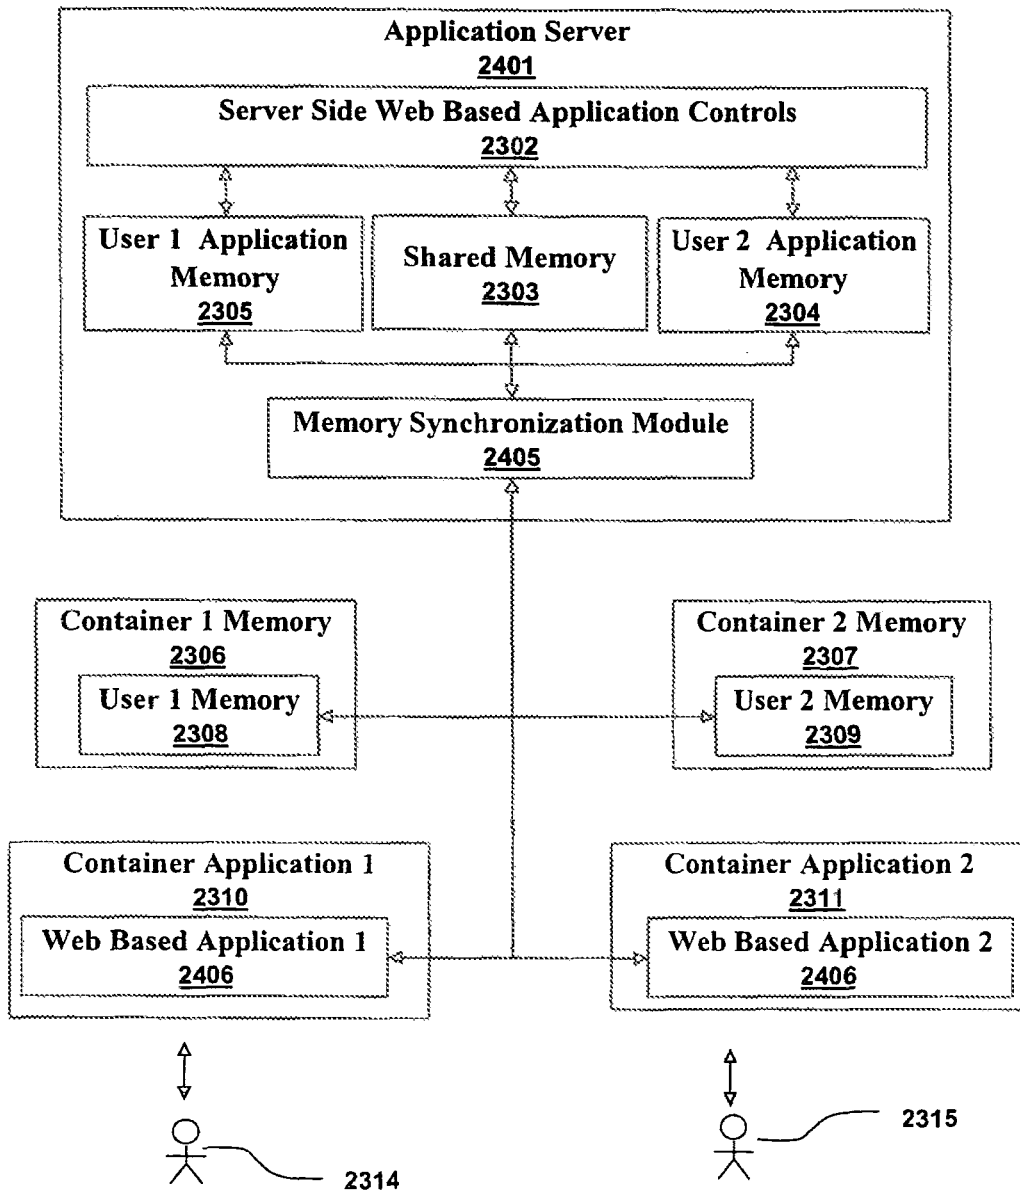 Application Server
2401
Server Side Web Based Application Controls
2302
User 1 Application
Memory
2305
Shared Memory
2303
User 2 Application
Memory
2304
Memory Synchronization Module
2405
Container 1 Memory
2306
User 1 Memory
2308
Container 2 Memory
2307
User 2 Memory
2309
Container Application 1
2310
Web Based Application 1
2406
Container Application 2
2311
Web Based Application 2
2406
2314
2315